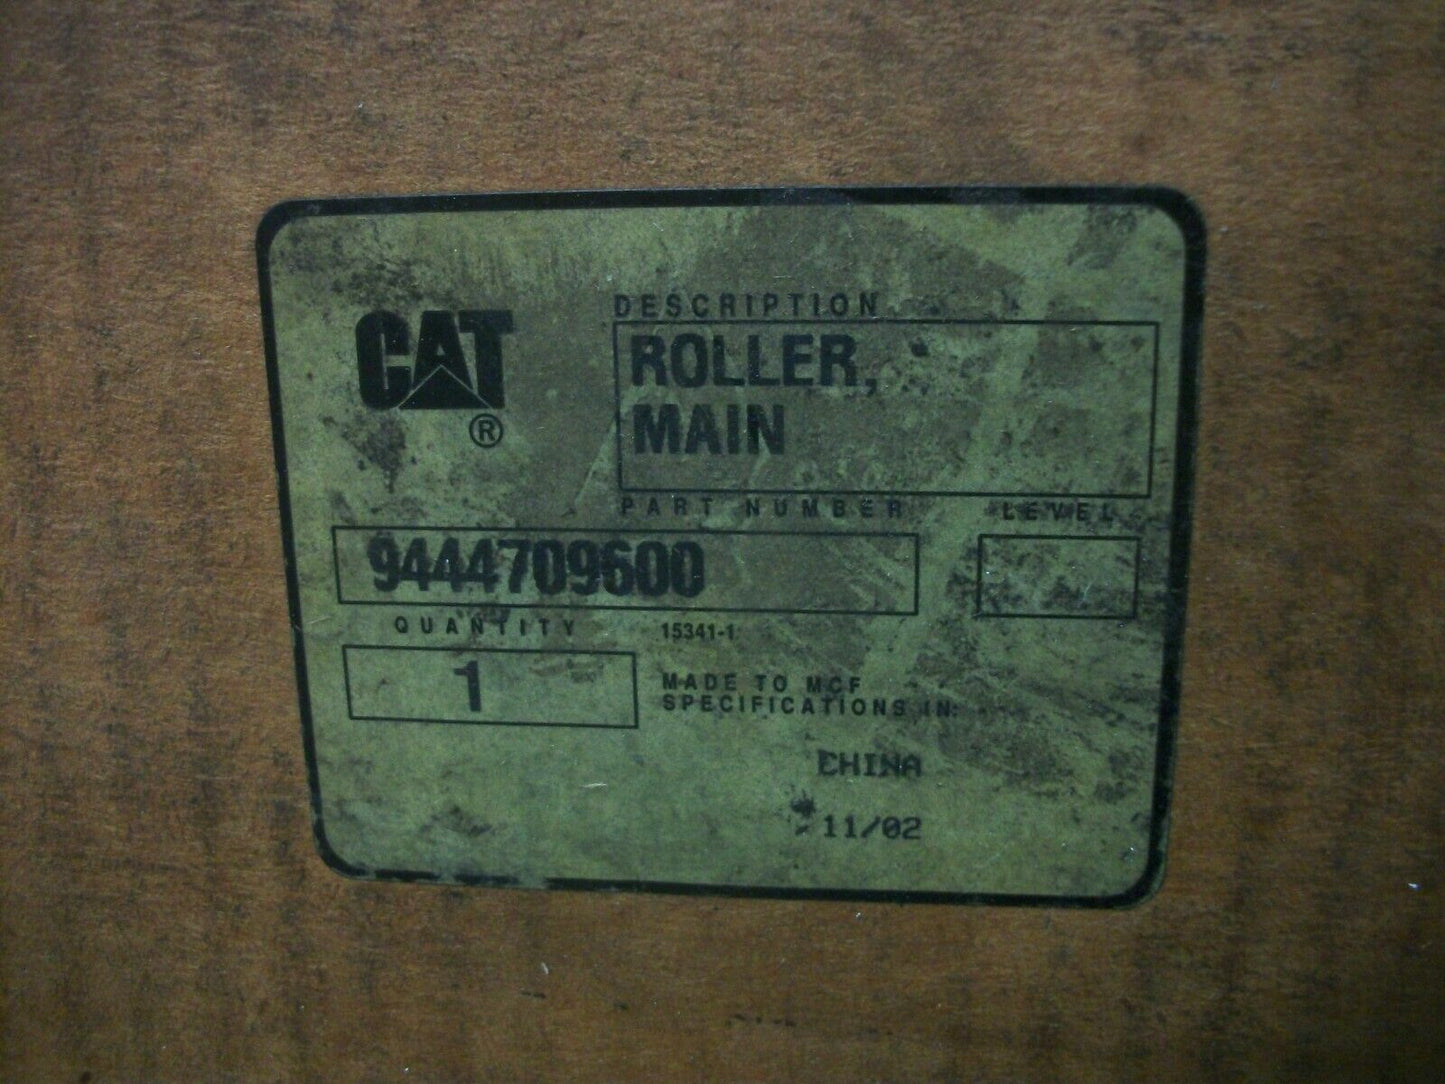 CAT
®
DESCRIPTION
ROLLER,
MAIN
PART NUMBER
LEVEL
9444709600
QUANTITY
15341-1
1
MADE TO MCF
SPECIFICATIONS IN:
CHINA
11/02